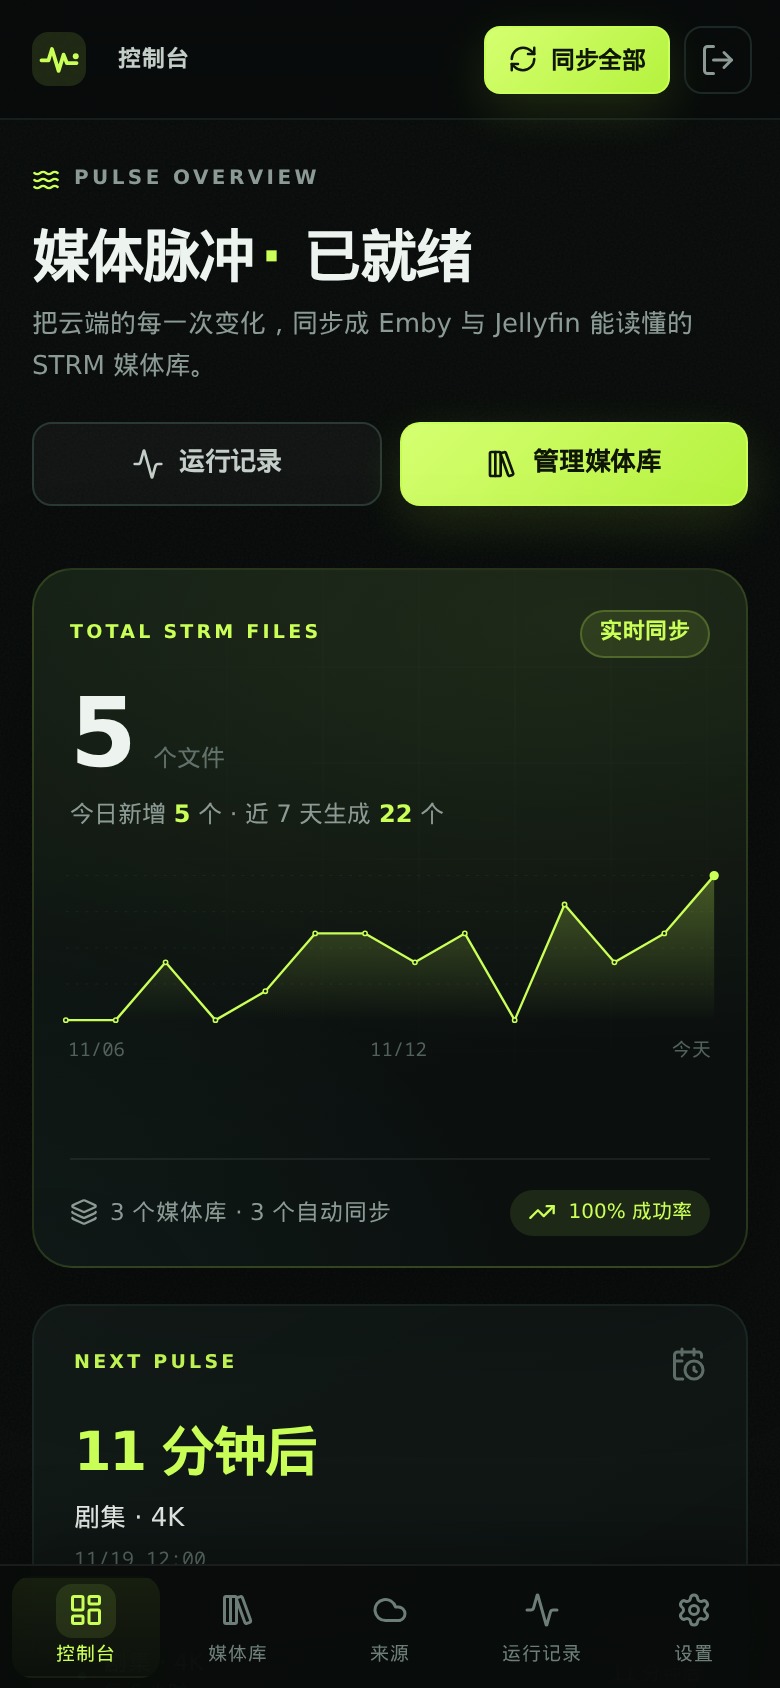 控制台
同步全部
PULSE OVERVIEW
媒体脉冲· 已就绪
把云端的每一次变化，同步成 Emby 与 Jellyfin 能读懂的
STRM 媒体库。
运行记录
管理媒体库
TOTAL STRM FILES
实时同步
5 个文件
今日新增 5 个 · 近 7 天生成 22 个
11/06
11/12
今天
3 个媒体库 · 3 个自动同步
100% 成功率
NEXT PULSE
11 分钟后
剧集 · 4K
11/19 12:00
控制台
媒体库
来源
运行记录
设置